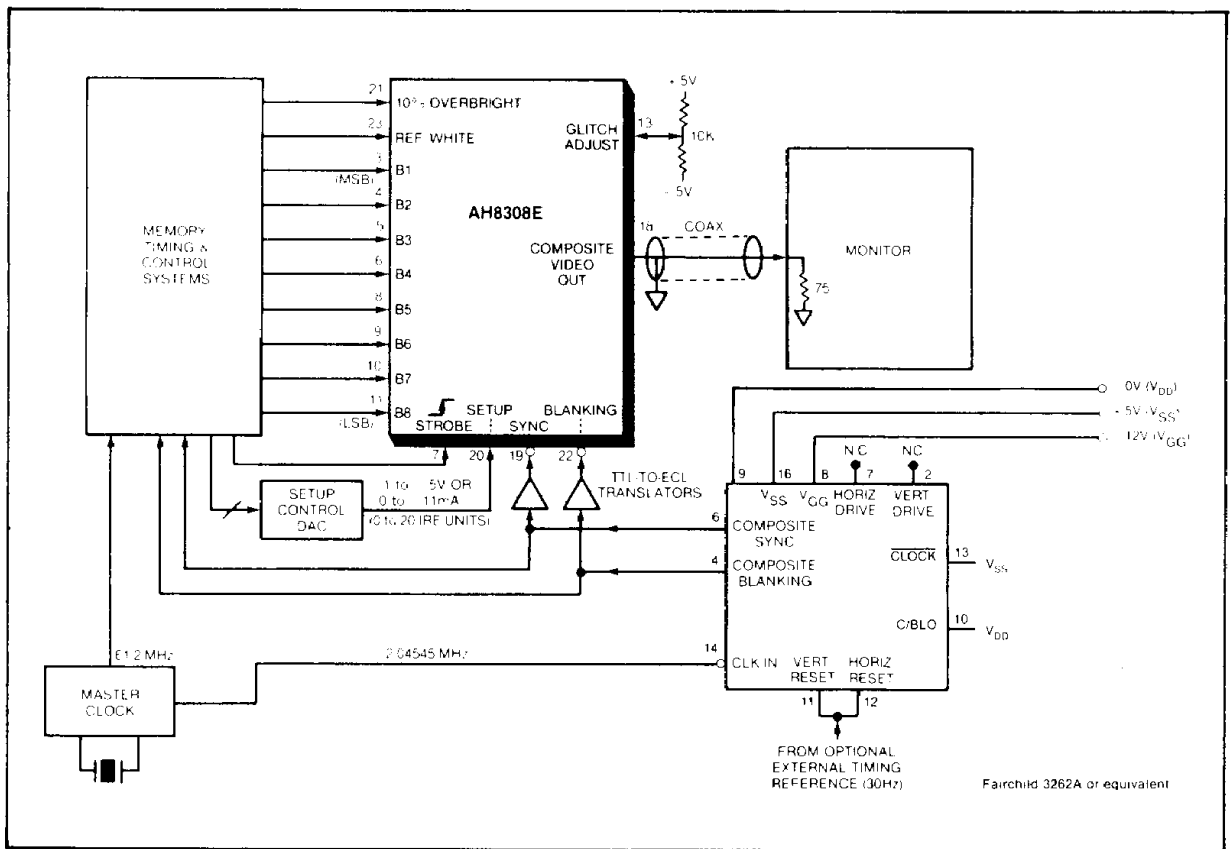 21
10% OVERBRIGHT
23
REF WHITE
3
(MSB)
B1
4
B2
5
B3
6
B4
8
B5
9
B6
10
B7
11
(LSB)
B8
MEMORY
TIMING &
CONTROL
SYSTEMS
AH8308E
GLITCH
ADJUST
13
+5V
10K
-5V
COMPOSITE
VIDEO
OUT
18
COAX
MONITOR
75
STROBE
SETUP
SYNC
BLANKING
7
20
19
22
TTL-TO-ECL
TRANSLATORS
SETUP
CONTROL
DAC
1 to 5V OR
0 to 11mA
(0 to 20 IRE UNITS)
0V (VDD)
5V (VSS)
12V (VGG)
NC
NC
9
16
8
7
2
VSS
VGG
HORIZ
DRIVE
VERT
DRIVE
6
COMPOSITE
SYNC
4
COMPOSITE
BLANKING
CLOCK
13
VSS
C/BLO
10
VDD
14
CLK IN
VERT
RESET
HORIZ
RESET
11
12
61.2 MHz
2.04545 MHz
MASTER
CLOCK
FROM OPTIONAL
EXTERNAL TIMING
REFERENCE (30Hz)
Fairchild 3262A or equivalent